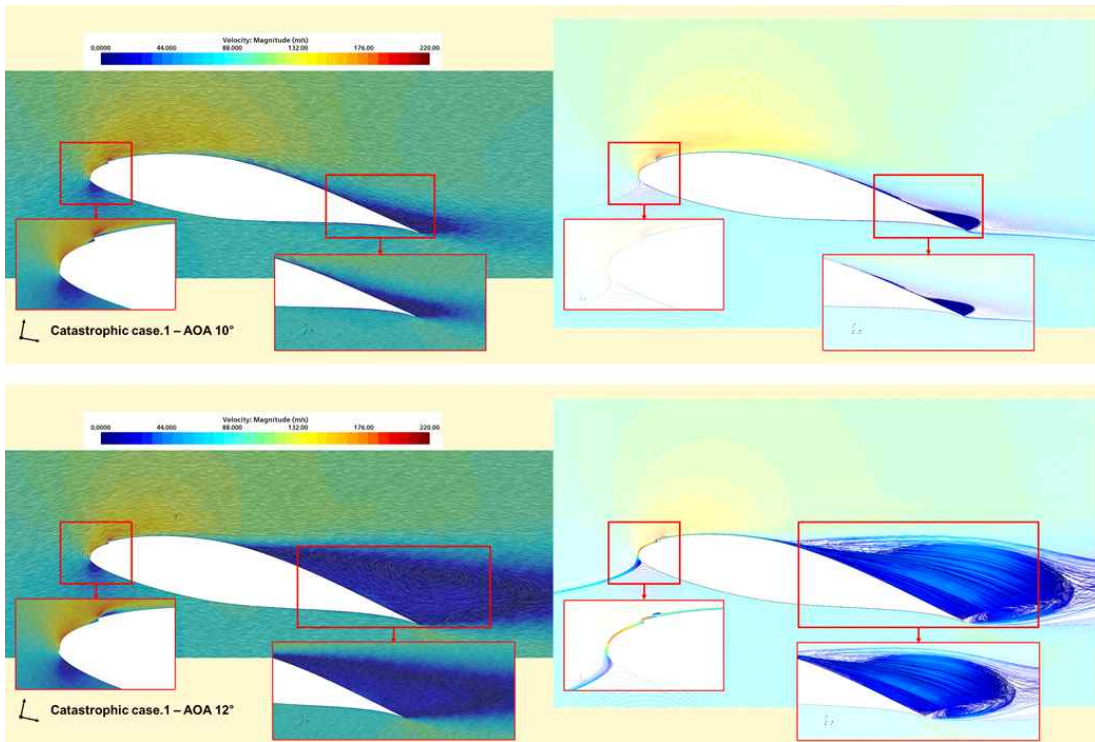 Velocity: Magnitude (m/s)
0.0000 44.000 88.000 132.00 176.00 220.00
Catastrophic case.1 – AOA 10°
Velocity: Magnitude (m/s)
0.0000 44.000 88.000 132.00 176.00 220.00
Catastrophic case.1 – AOA 12°